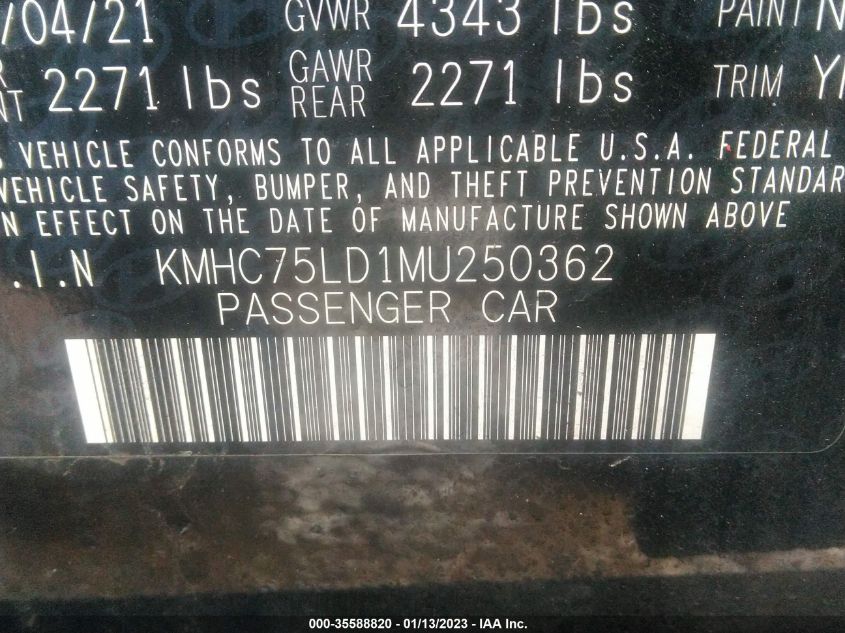 /04/21 GVWR 4343 lbs PAINT N
NT 2271 lbs GAWR REAR 2271 lbs TRIM Y
VEHICLE CONFORMS TO ALL APPLICABLE U.S.A. FEDERAL
VEHICLE SAFETY, BUMPER, AND THEFT PREVENTION STANDAR
N EFFECT ON THE DATE OF MANUFACTURE SHOWN ABOVE
.I.N KMHC75LD1MU250362
PASSENGER CAR
000-35588820 - 01/13/2023 - IAA Inc.